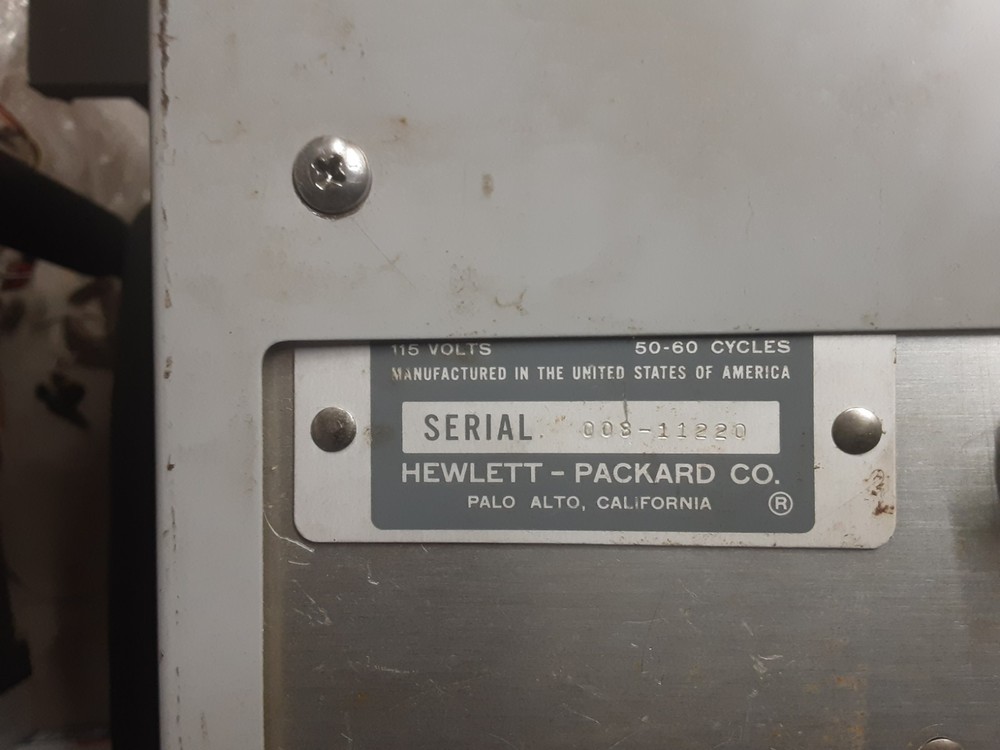 115 VOLTS 50-60 CYCLES
MANUFACTURED IN THE UNITED STATES OF AMERICA
SERIAL 008-11220
HEWLETT - PACKARD CO.
PALO ALTO, CALIFORNIA ®